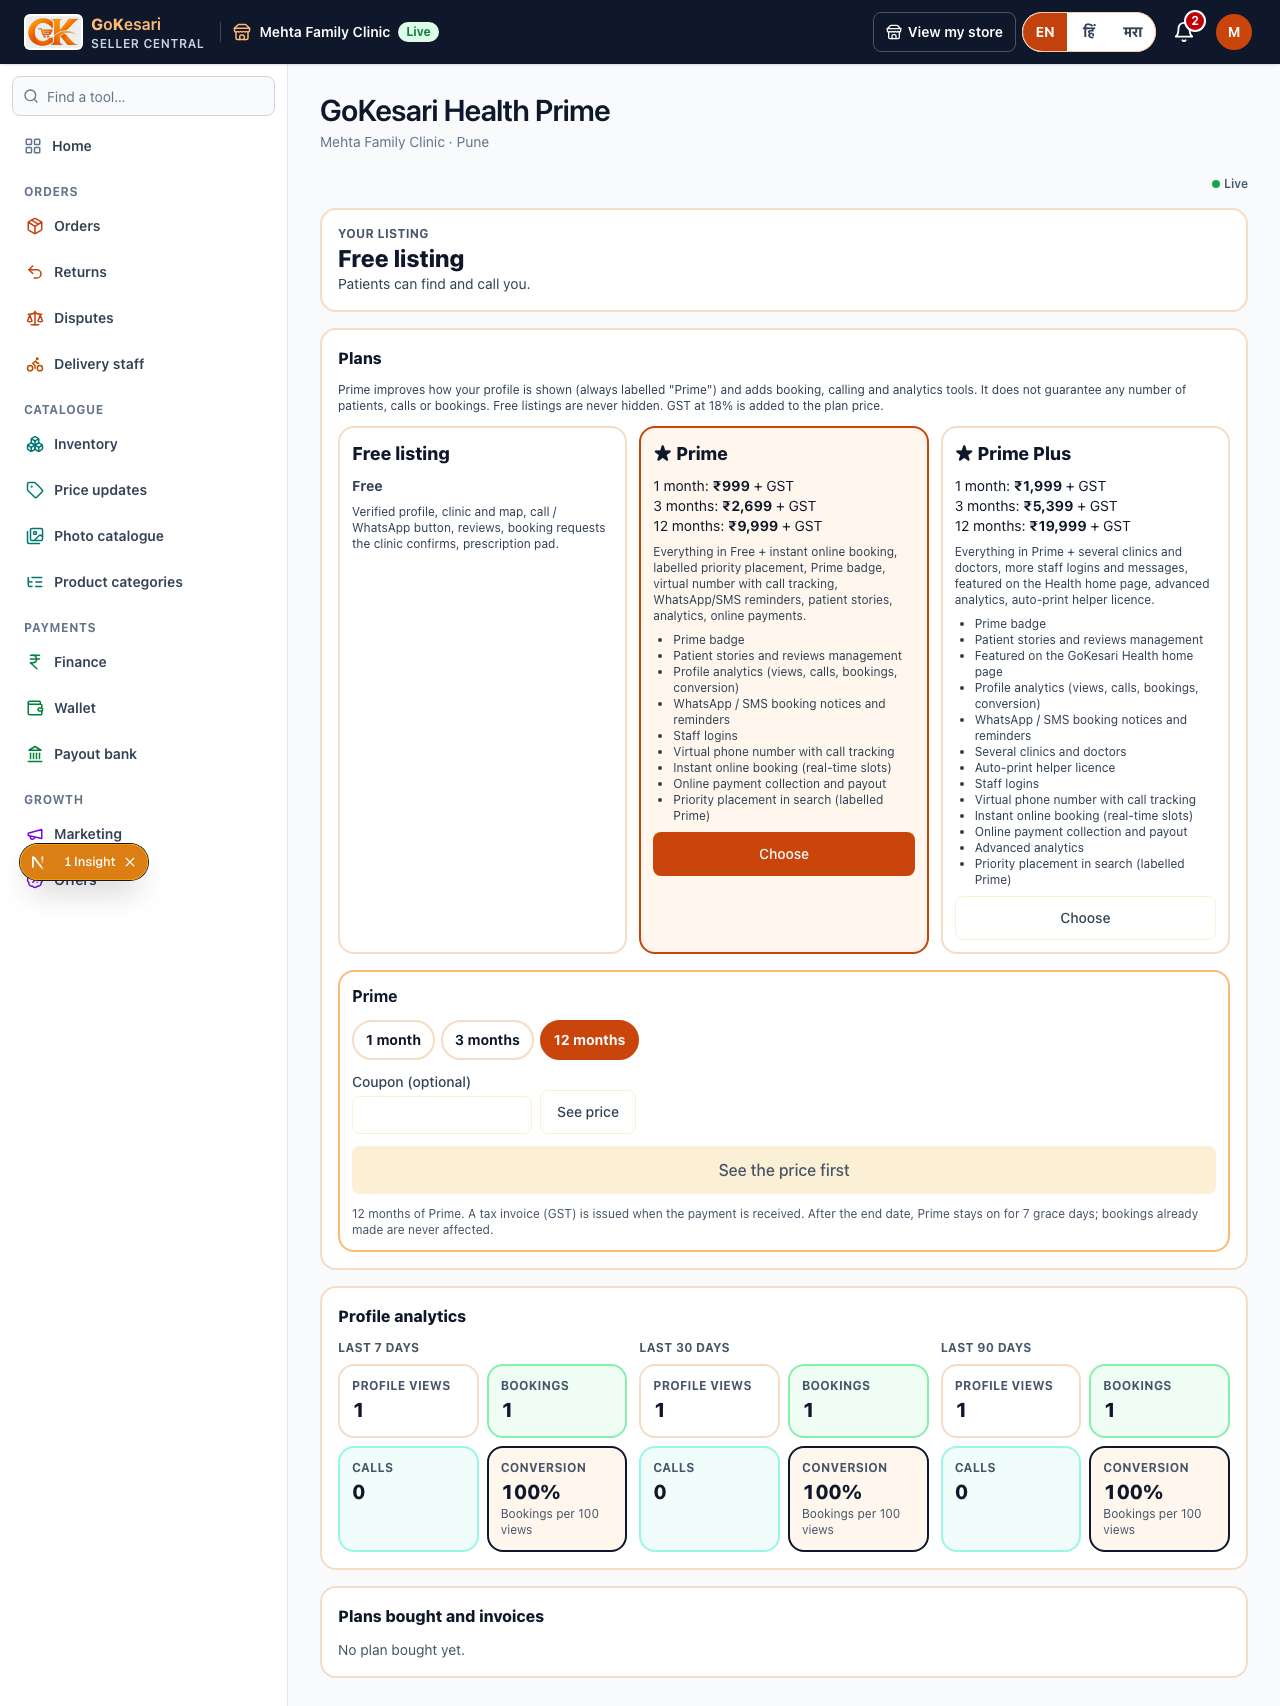 GK
GoKesari
SELLER CENTRAL
Mehta Family Clinic
Live
View my store
EN
हिं
मरा
2
M
Find a tool...
Home
ORDERS
Orders
Returns
Disputes
Delivery staff
CATALOGUE
Inventory
Price updates
Photo catalogue
Product categories
PAYMENTS
Finance
Wallet
Payout bank
GROWTH
Marketing
1 Insight
Offers
GoKesari Health Prime
Mehta Family Clinic · Pune
Live
YOUR LISTING
Free listing
Patients can find and call you.
Plans
Prime improves how your profile is shown (always labelled "Prime") and adds booking, calling and analytics tools. It does not guarantee any number of
patients, calls or bookings. Free listings are never hidden. GST at 18% is added to the plan price.
Free listing
Free
Verified profile, clinic and map, call /
WhatsApp button, reviews, booking requests
the clinic confirms, prescription pad.
★ Prime
1 month: ₹999 + GST
3 months: ₹2,699 + GST
12 months: ₹9,999 + GST
Everything in Free + instant online booking,
labelled priority placement, Prime badge,
virtual number with call tracking,
WhatsApp/SMS reminders, patient stories,
analytics, online payments.
• Prime badge
• Patient stories and reviews management
• Profile analytics (views, calls, bookings,
conversion)
• WhatsApp / SMS booking notices and
reminders
• Staff logins
• Virtual phone number with call tracking
• Instant online booking (real-time slots)
• Online payment collection and payout
• Priority placement in search (labelled
Prime)
Choose
★ Prime Plus
1 month: ₹1,999 + GST
3 months: ₹5,399 + GST
12 months: ₹19,999 + GST
Everything in Prime + several clinics and
doctors, more staff logins and messages,
featured on the Health home page, advanced
analytics, auto-print helper licence.
• Prime badge
• Patient stories and reviews management
• Featured on the GoKesari Health home
page
• Profile analytics (views, calls, bookings,
conversion)
• WhatsApp / SMS booking notices and
reminders
• Several clinics and doctors
• Auto-print helper licence
• Staff logins
• Virtual phone number with call tracking
• Instant online booking (real-time slots)
• Online payment collection and payout
• Advanced analytics
• Priority placement in search (labelled
Prime)
Choose
Prime
1 month
3 months
12 months
Coupon (optional)
See price
See the price first
12 months of Prime. A tax invoice (GST) is issued when the payment is received. After the end date, Prime stays on for 7 grace days; bookings already
made are never affected.
Profile analytics
LAST 7 DAYS
PROFILE VIEWS
1
BOOKINGS
1
CALLS
0
CONVERSION
100%
Bookings per 100
views
LAST 30 DAYS
PROFILE VIEWS
1
BOOKINGS
1
CALLS
0
CONVERSION
100%
Bookings per 100
views
LAST 90 DAYS
PROFILE VIEWS
1
BOOKINGS
1
CALLS
0
CONVERSION
100%
Bookings per 100
views
Plans bought and invoices
No plan bought yet.